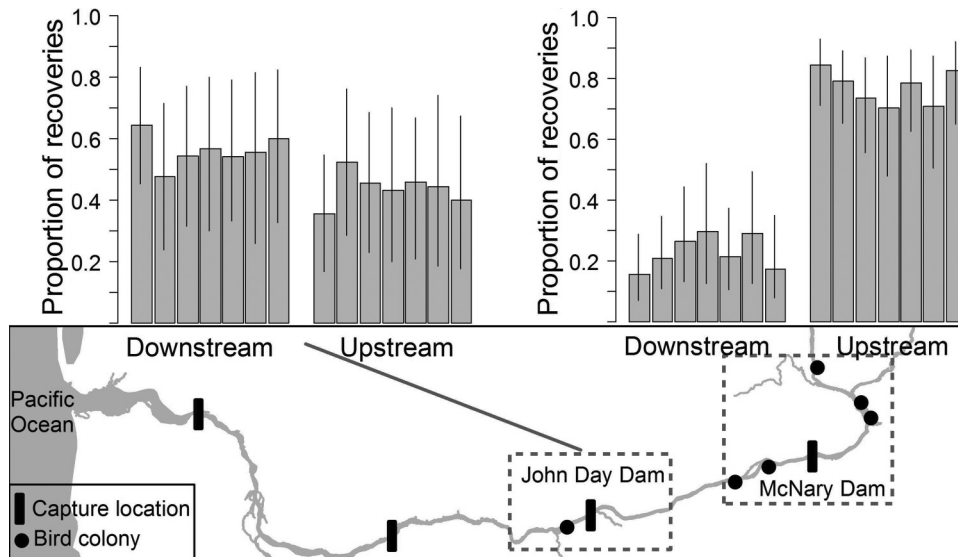 1.0
0.8
0.6
0.4
0.2
Proportion of recoveries
Downstream
Upstream
1.0
0.8
0.6
0.4
0.2
Proportion of recoveries
Downstream
Upstream
Pacific
Ocean
John Day Dam
McNary Dam
Capture location
Bird colony